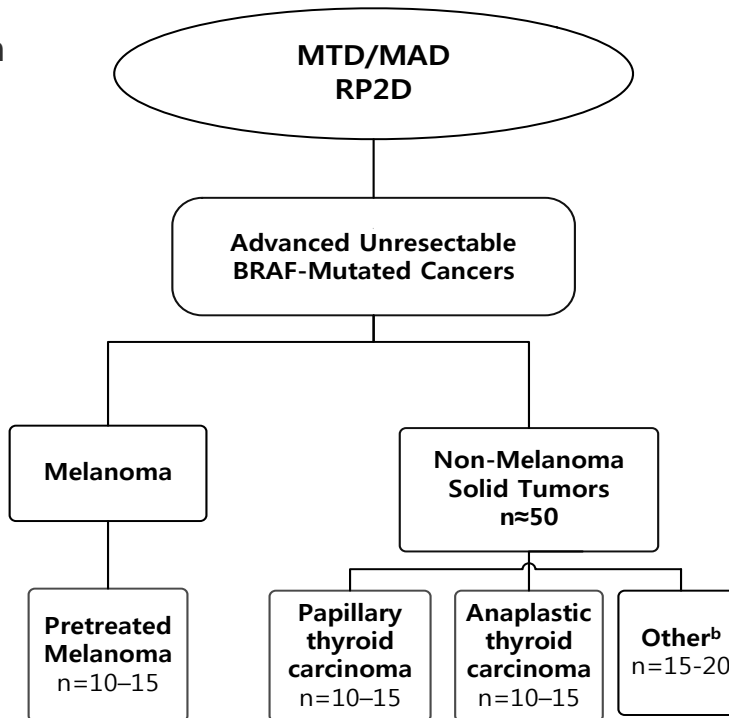 MTD/MAD
RP2D
Advanced Unresectable
BRAF-Mutated Cancers
Melanoma
Non-Melanoma
Solid Tumors
n≈50
Pretreated
Melanoma
n=10–15
Papillary
thyroid
carcinoma
n=10–15
Anaplastic
thyroid
carcinoma
n=10–15
Otherᵇ
n=15-20